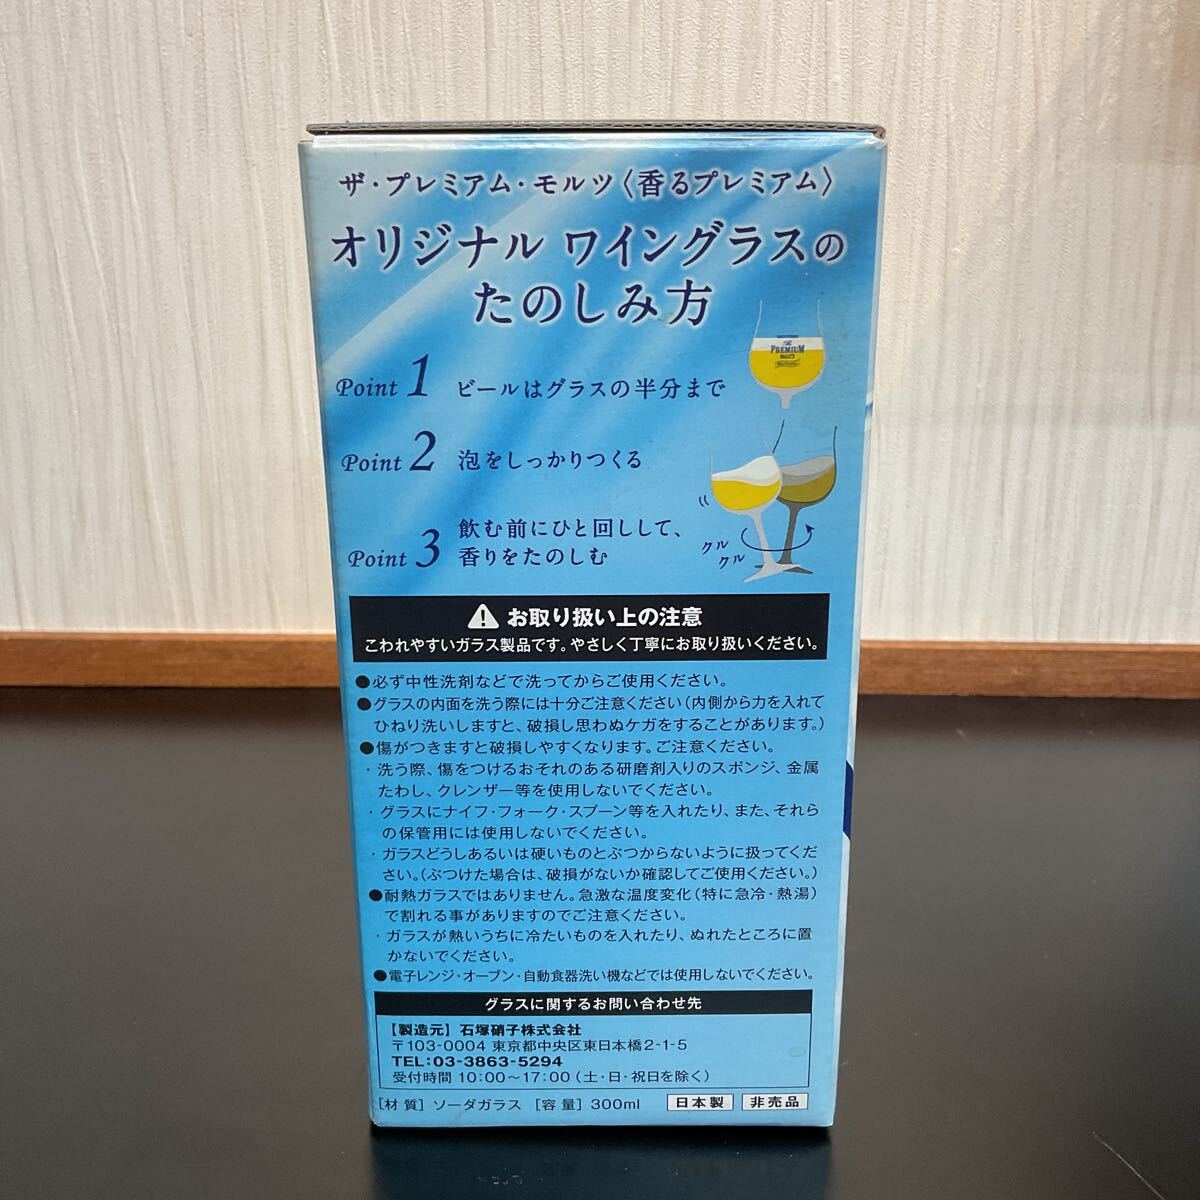 ザ・プレミアム・モルツ〈香るプレミアム〉
オリジナル ワイングラスの
たのしみ方
PREMIUM
MALT'S
Point 1 ビールはグラスの半分まで
Point 2 泡をしっかりつくる
Point 3 飲む前にひと回しして、
香りをたのしむ
クル
クル
お取り扱い上の注意
こわれやすいガラス製品です。やさしく丁寧にお取り扱いください。
●必ず中性洗剤などで洗ってからご使用ください。
●グラスの内面を洗う際には十分ご注意ください（内側から力を入れて
ひねり洗いしますと、破損し思わぬケガをすることがあります。）
●傷がつきますと破損しやすくなります。ご注意ください。
・洗う際、傷をつけるおそれのある研磨剤入りのスポンジ、金属
たわし、クレンザー等を使用しないでください。
・グラスにナイフ・フォーク・スプーン等を入れたり、また、それら
の保管用には使用しないでください。
・ガラスどうしあるいは硬いものとぶつからないように扱ってくだ
さい。（ぶつけた場合は、破損がないか確認してご使用ください。）
●耐熱ガラスではありません。急激な温度変化（特に急冷・熱湯）
で割れる事がありますのでご注意ください。
・ガラスが熱いうちに冷たいものを入れたり、ぬれたところに置
かないでください。
●電子レンジ・オーブン・自動食器洗い機などでは使用しないでください。
グラスに関するお問い合わせ先
【製造元】石塚硝子株式会社
〒103-0004 東京都中央区東日本橋2-1-5
TEL:03-3863-5294
受付時間 10:00〜17:00（土・日・祝日を除く）
［材 質］ソーダガラス ［容 量］300ml 日本製 非売品